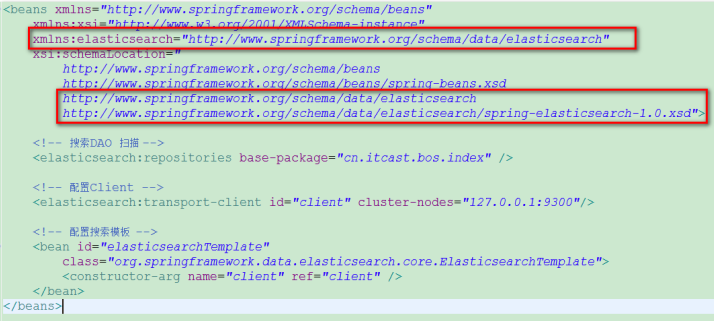 <beans xmlns="http://www.springframework.org/schema/beans"
xmlns:xsi="http://www.w3.org/2001/XMLSchema-instance"
xmlns:elasticsearch="http://www.springframework.org/schema/data/elasticsearch"
xsi:schemaLocation="
http://www.springframework.org/schema/beans
http://www.springframework.org/schema/beans/spring-beans.xsd
http://www.springframework.org/schema/data/elasticsearch
http://www.springframework.org/schema/data/elasticsearch/spring-elasticsearch-1.0.xsd">
<!-- 搜索DAO 扫描 -->
<elasticsearch:repositories base-package="cn.itcast.bos.index" />
<!-- 配置Client -->
<elasticsearch:transport-client id="client" cluster-nodes="127.0.0.1:9300"/>
<!-- 配置搜索模板 -->
<bean id="elasticsearchTemplate"
class="org.springframework.data.elasticsearch.core.ElasticsearchTemplate">
<constructor-arg name="client" ref="client" />
</bean>
</beans>